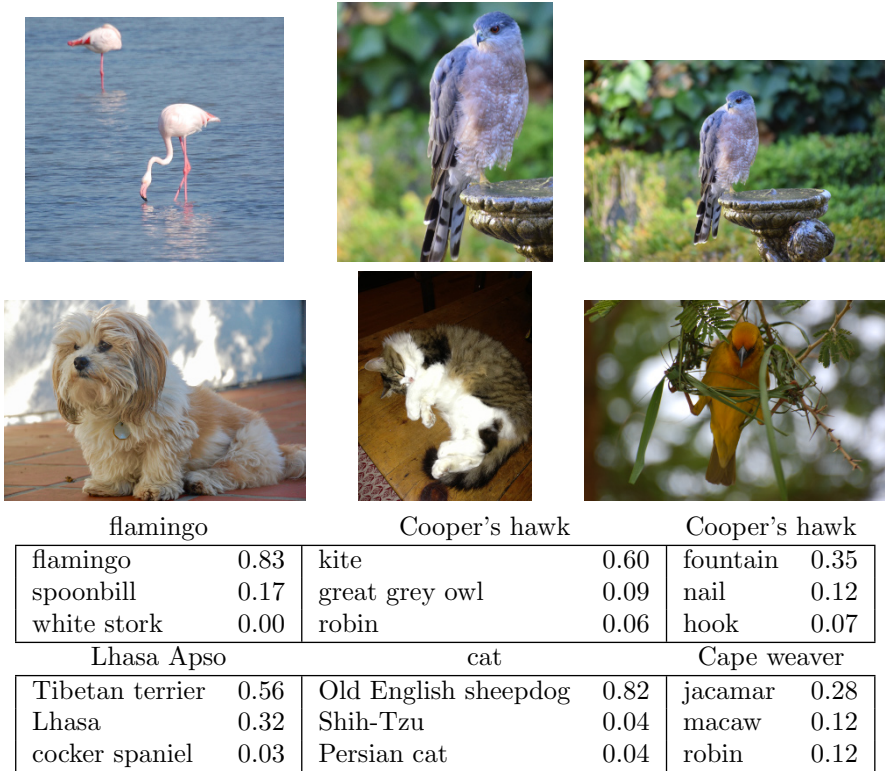 flamingo Cooper's hawk Cooper's hawk
flamingo 0.83 kite 0.60 fountain 0.35
spoonbill 0.17 great grey owl 0.09 nail 0.12
white stork 0.00 robin 0.06 hook 0.07
Lhasa Apso cat Cape weaver
Tibetan terrier 0.56 Old English sheepdog 0.82 jacamar 0.28
Lhasa 0.32 Shih-Tzu 0.04 macaw 0.12
cocker spaniel 0.03 Persian cat 0.04 robin 0.12